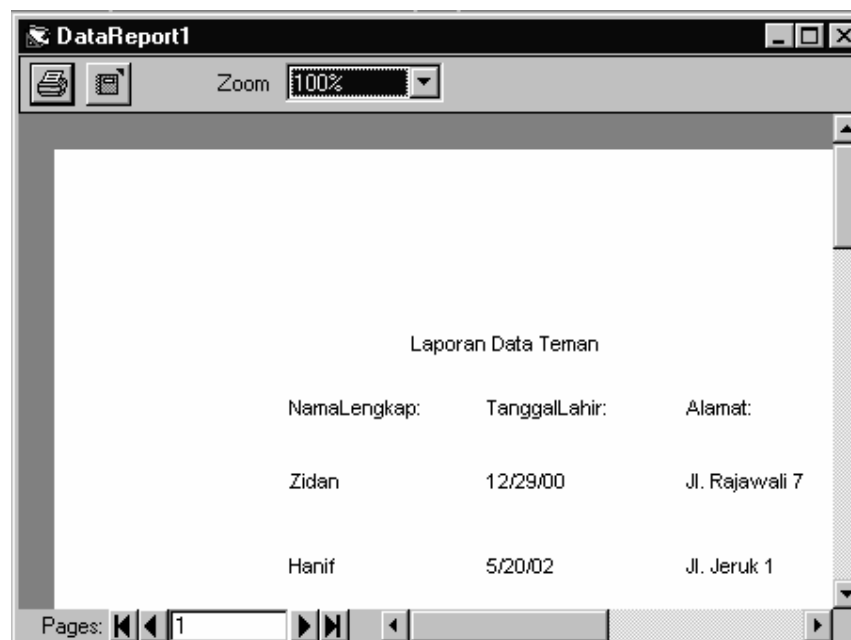 DataReport1
Zoom 100%
Laporan Data Teman
NamaLengkap: TanggalLahir: Alamat:
Zidan 12/29/00 Jl. Rajawali 7
Hanif 5/20/02 Jl. Jeruk 1
Pages: 1